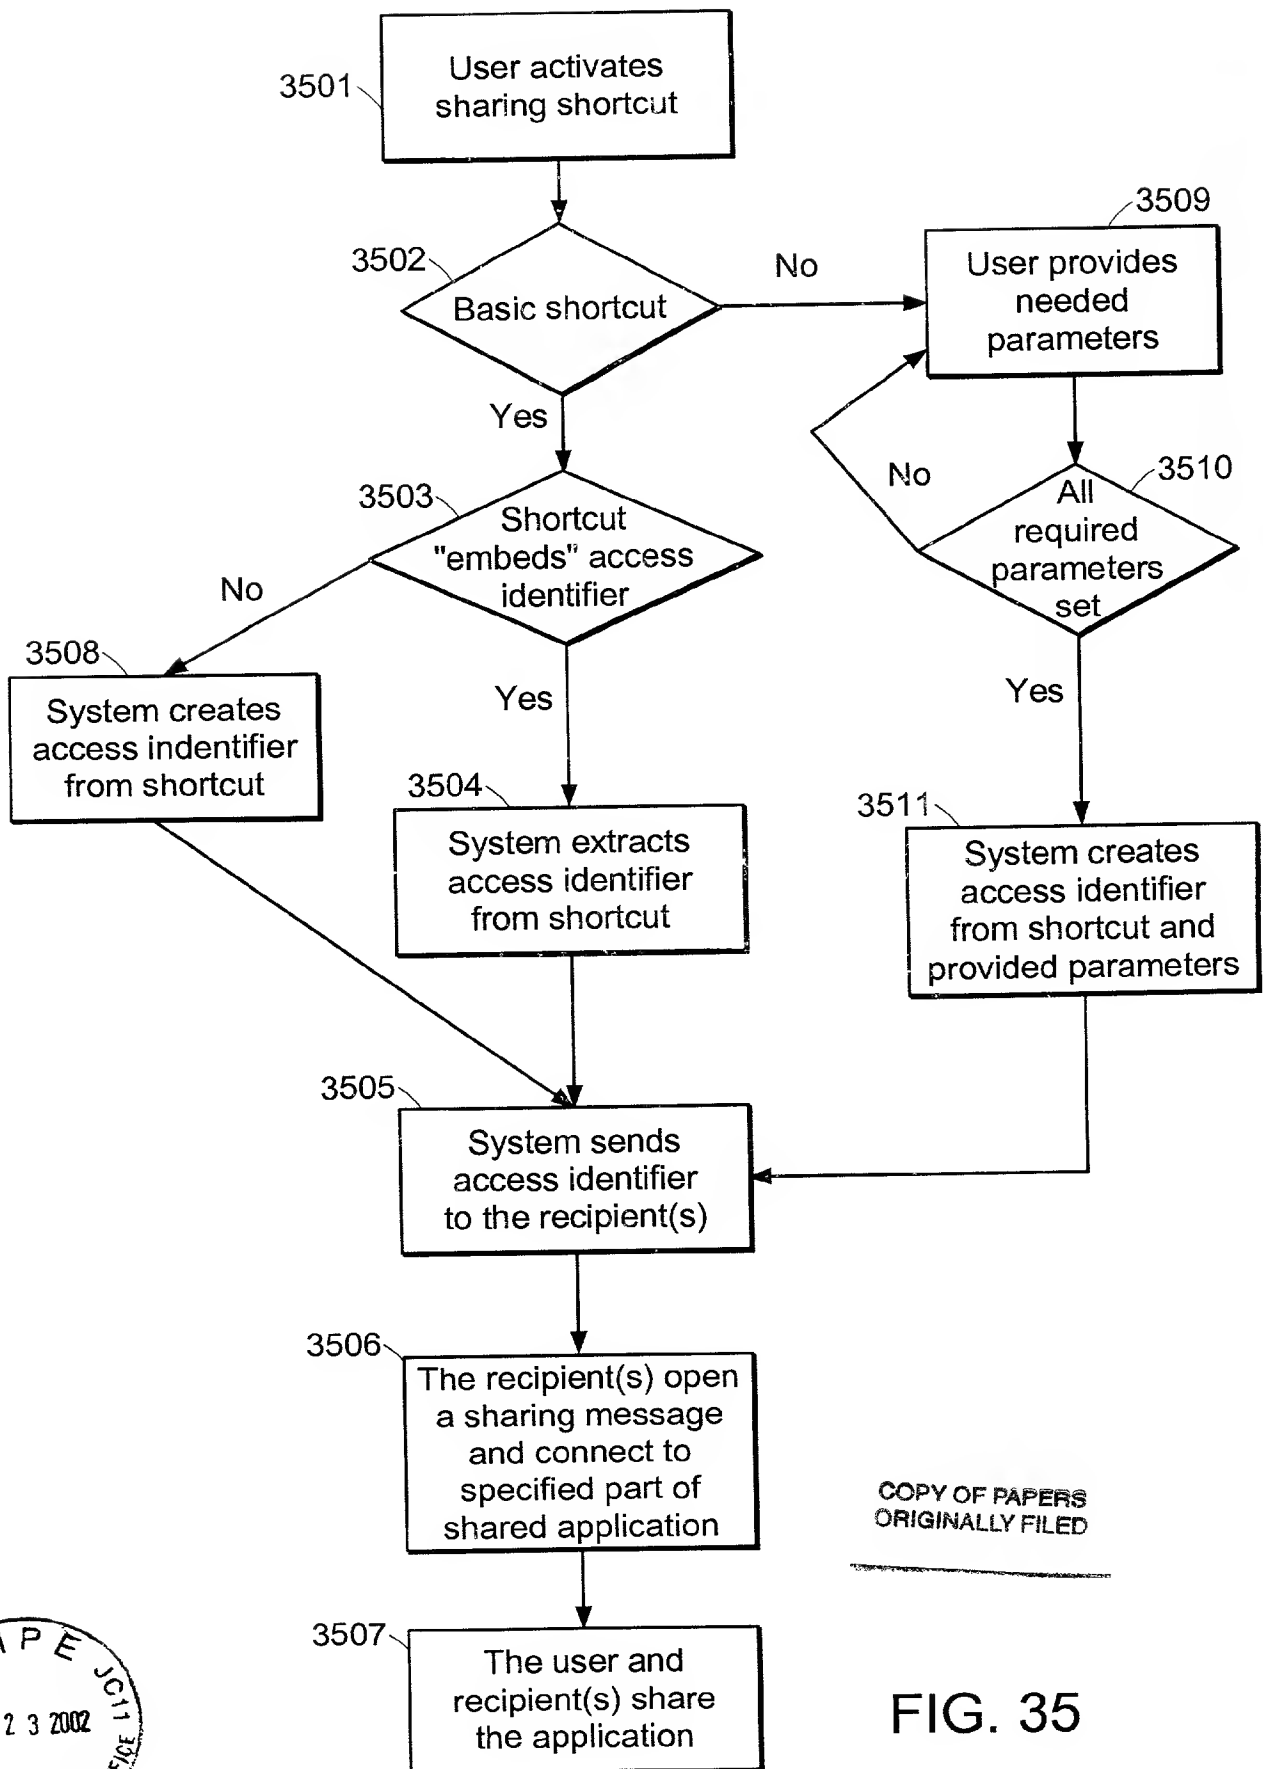 3501
User activates
sharing shortcut
3502
Basic shortcut
No
3509
User provides
needed
parameters
Yes
No
3510
All
required
parameters
set
3503
Shortcut
"embeds" access
identifier
No
Yes
Yes
3508
System creates
access indentifier
from shortcut
3504
System extracts
access identifier
from shortcut
3511
System creates
access identifier
from shortcut and
provided parameters
3505
System sends
access identifier
to the recipient(s)
3506
The recipient(s) open
a sharing message
and connect to
specified part of
shared application
COPY OF PAPERS
ORIGINALLY FILED
3507
The user and
recipient(s) share
the application
FIG. 35
P E
JC11
2 3 2002